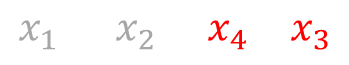 x₁ x₂ x₄ x₃